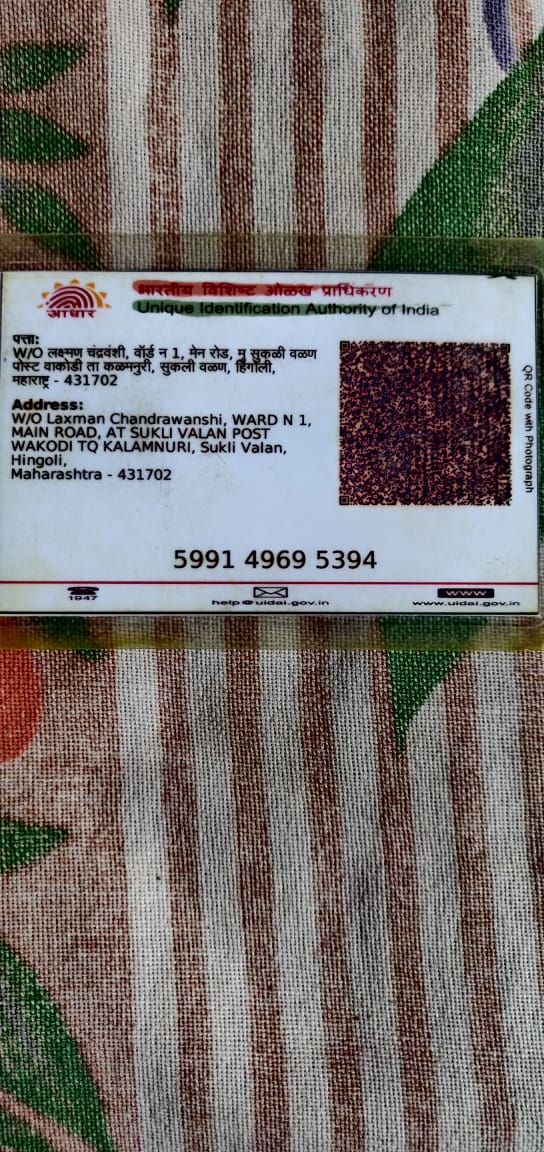 आधार
भारतीय विशिष्ट ओळख प्राधिकरण
Unique Identification Authority of India
पत्ता:
W/O लक्ष्मण चंद्रवंशी, वॉर्ड न 1, मेन रोड, मु सुकळी वळण
पोस्ट वाकोडी ता कळमनुरी, सुकली वळण, हिंगोली,
महाराष्ट्र - 431702
Address:
W/O Laxman Chandrawanshi, WARD N 1,
MAIN ROAD, AT SUKLI VALAN POST
WAKODI TQ KALAMNURI, Sukli Valan,
Hingoli,
Maharashtra - 431702
QR Code with Photograph
5991 4969 5394
1947
help@uidai.gov.in
WWW
www.uidai.gov.in